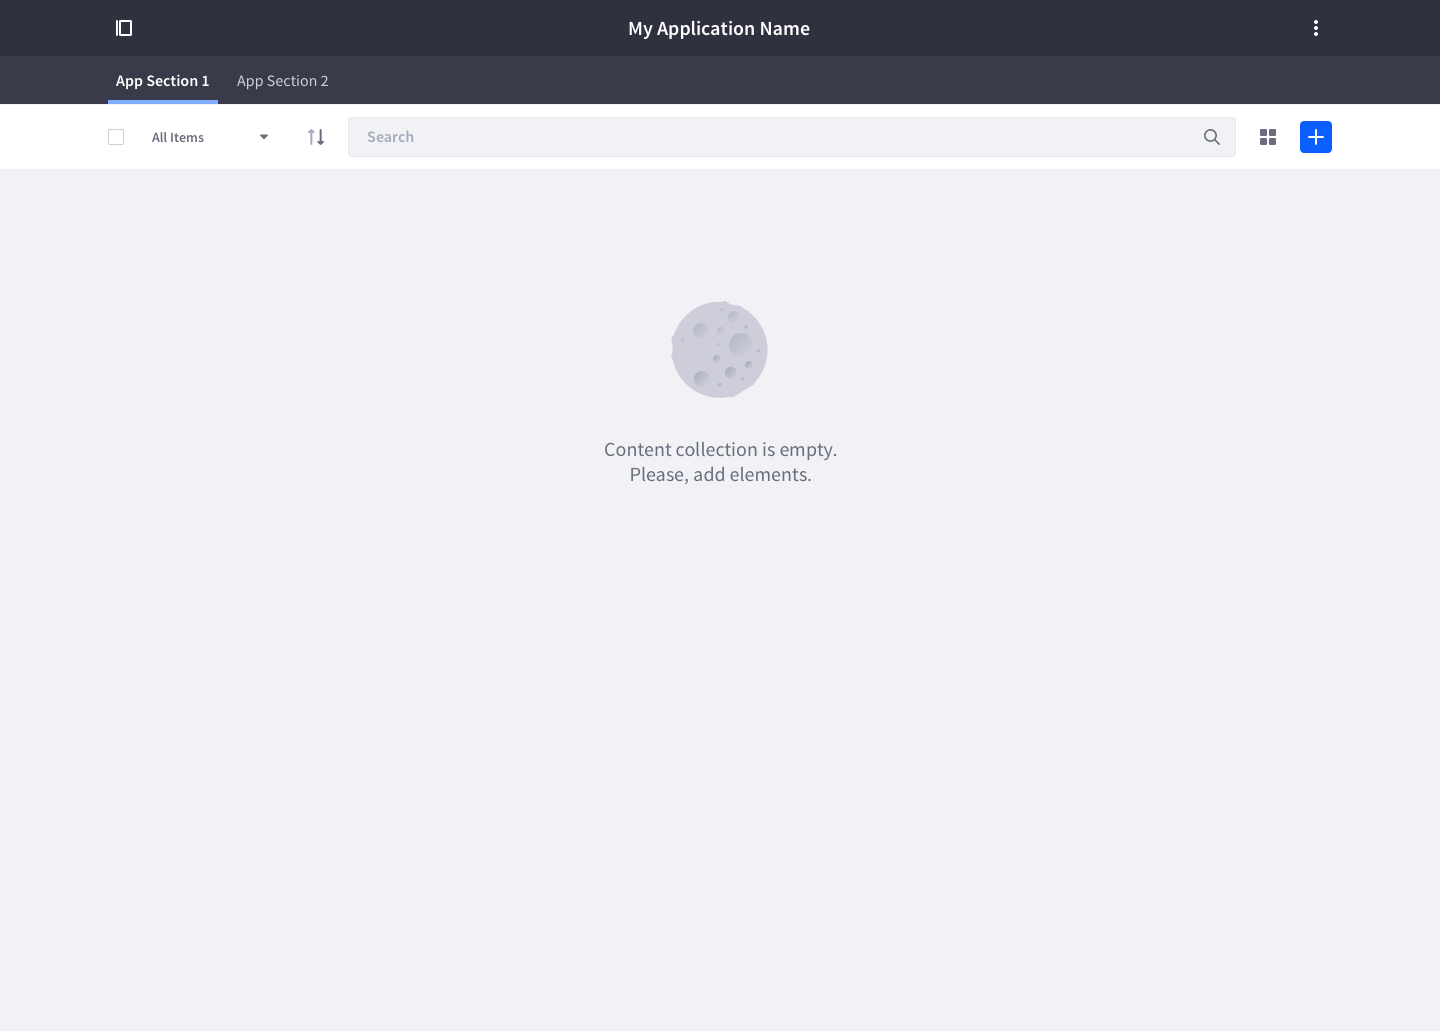 My Application Name
App Section 1 App Section 2
All Items Search
Content collection is empty.
Please, add elements.